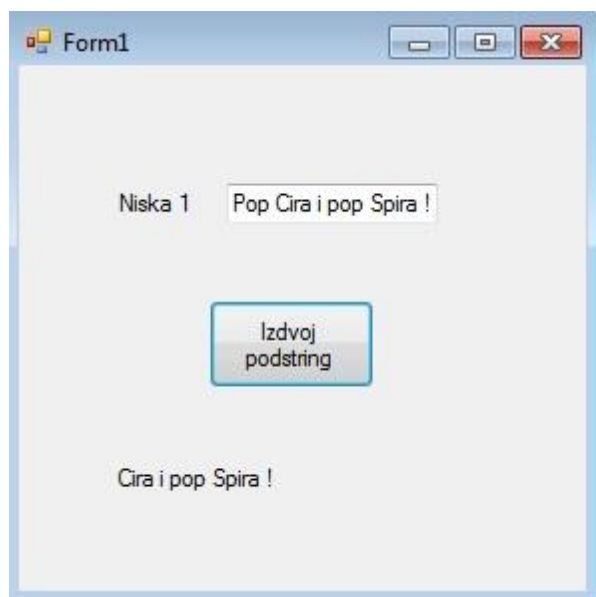 Form1
Niska 1 Pop Cira i pop Spira !
Izdvoj
podstring
Cira i pop Spira !